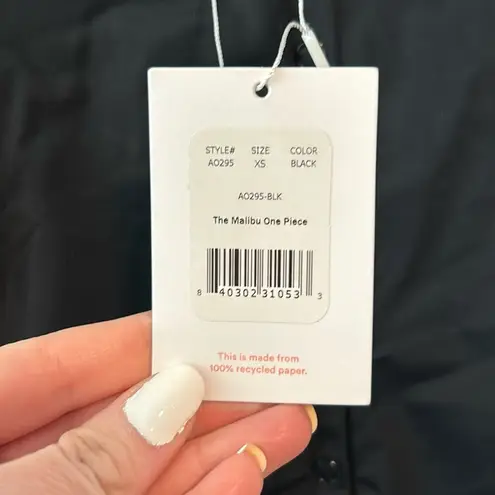 STYLE# SIZE COLOR
AO295 XS BLACK
AO295-BLK
The Malibu One Piece
8 40302 31053 3
This is made from
100% recycled paper.